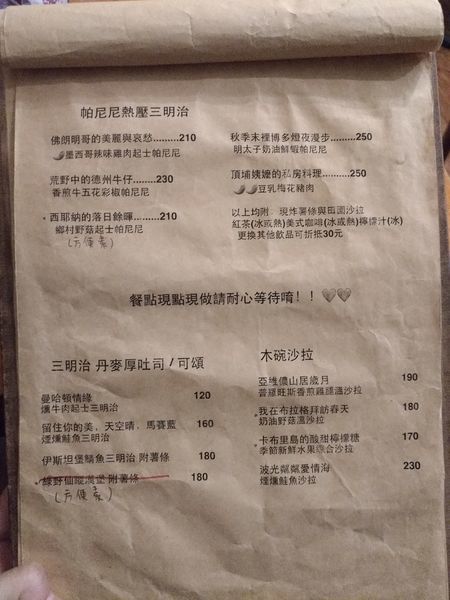 帕尼尼熱壓三明治
佛朗明哥的美麗與哀愁.........210
墨西哥辣味雞肉起士帕尼尼
荒野中的德州牛仔........230
香煎牛五花彩椒帕尼尼
西耶納的落日餘暉.........210
鄉村野菇起士帕尼尼
(方便素)
秋季末裡博多燈夜漫步......250
明太子奶油鮮蝦帕尼尼
頂埔姨嬤的私房料理.........250
豆乳梅花豬肉
以上均附：現炸薯條與田園沙拉
紅茶(冰或熱)美式咖啡(冰或熱)檸檬汁(冰)
更換其他飲品可折抵30元
餐點現點現做請耐心等待唷！！
三明治 丹麥厚吐司 / 可頌
曼哈頓情緣 120
燻牛肉起士三明治
留住你的美，天空晴，馬賽藍 160
煙燻鮭魚三明治
伊斯坦堡鯖魚三明治 附薯條 180
綠野仙蹤漢堡 附薯條 180
(方便素)
木碗沙拉
亞維儂山居歲月 190
普羅旺斯香煎雞腿溫沙拉
我在布拉格拜訪春天 180
奶油野菇溫沙拉
卡布里島的酸甜檸檬糖 170
季節新鮮水果綜合沙拉
波光粼粼愛情海 230
煙燻鮭魚沙拉